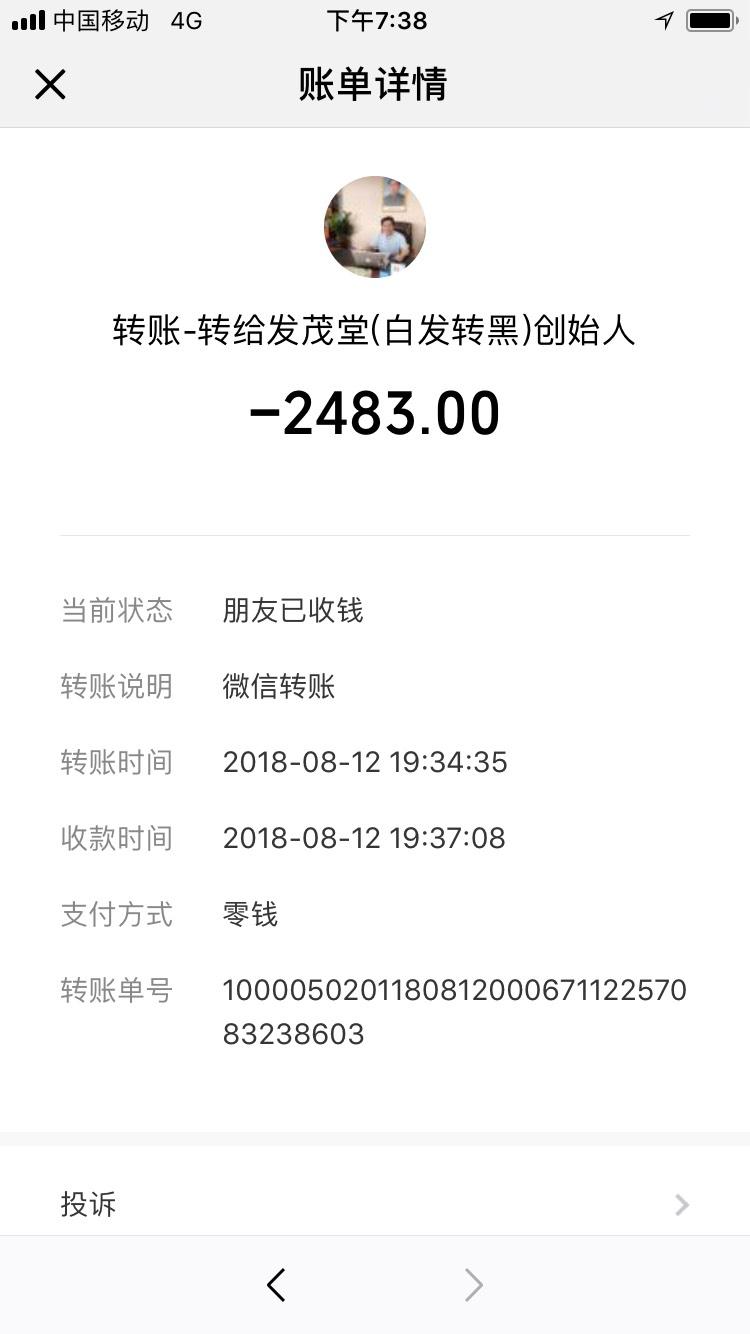 中国移动 4G 下午7:38
账单详情
转账-转给发茂堂(白发转黑)创始人
-2483.00
当前状态 朋友已收钱
转账说明 微信转账
转账时间 2018-08-12 19:34:35
收款时间 2018-08-12 19:37:08
支付方式 零钱
转账单号 1000050201180812000671122570
83238603
投诉